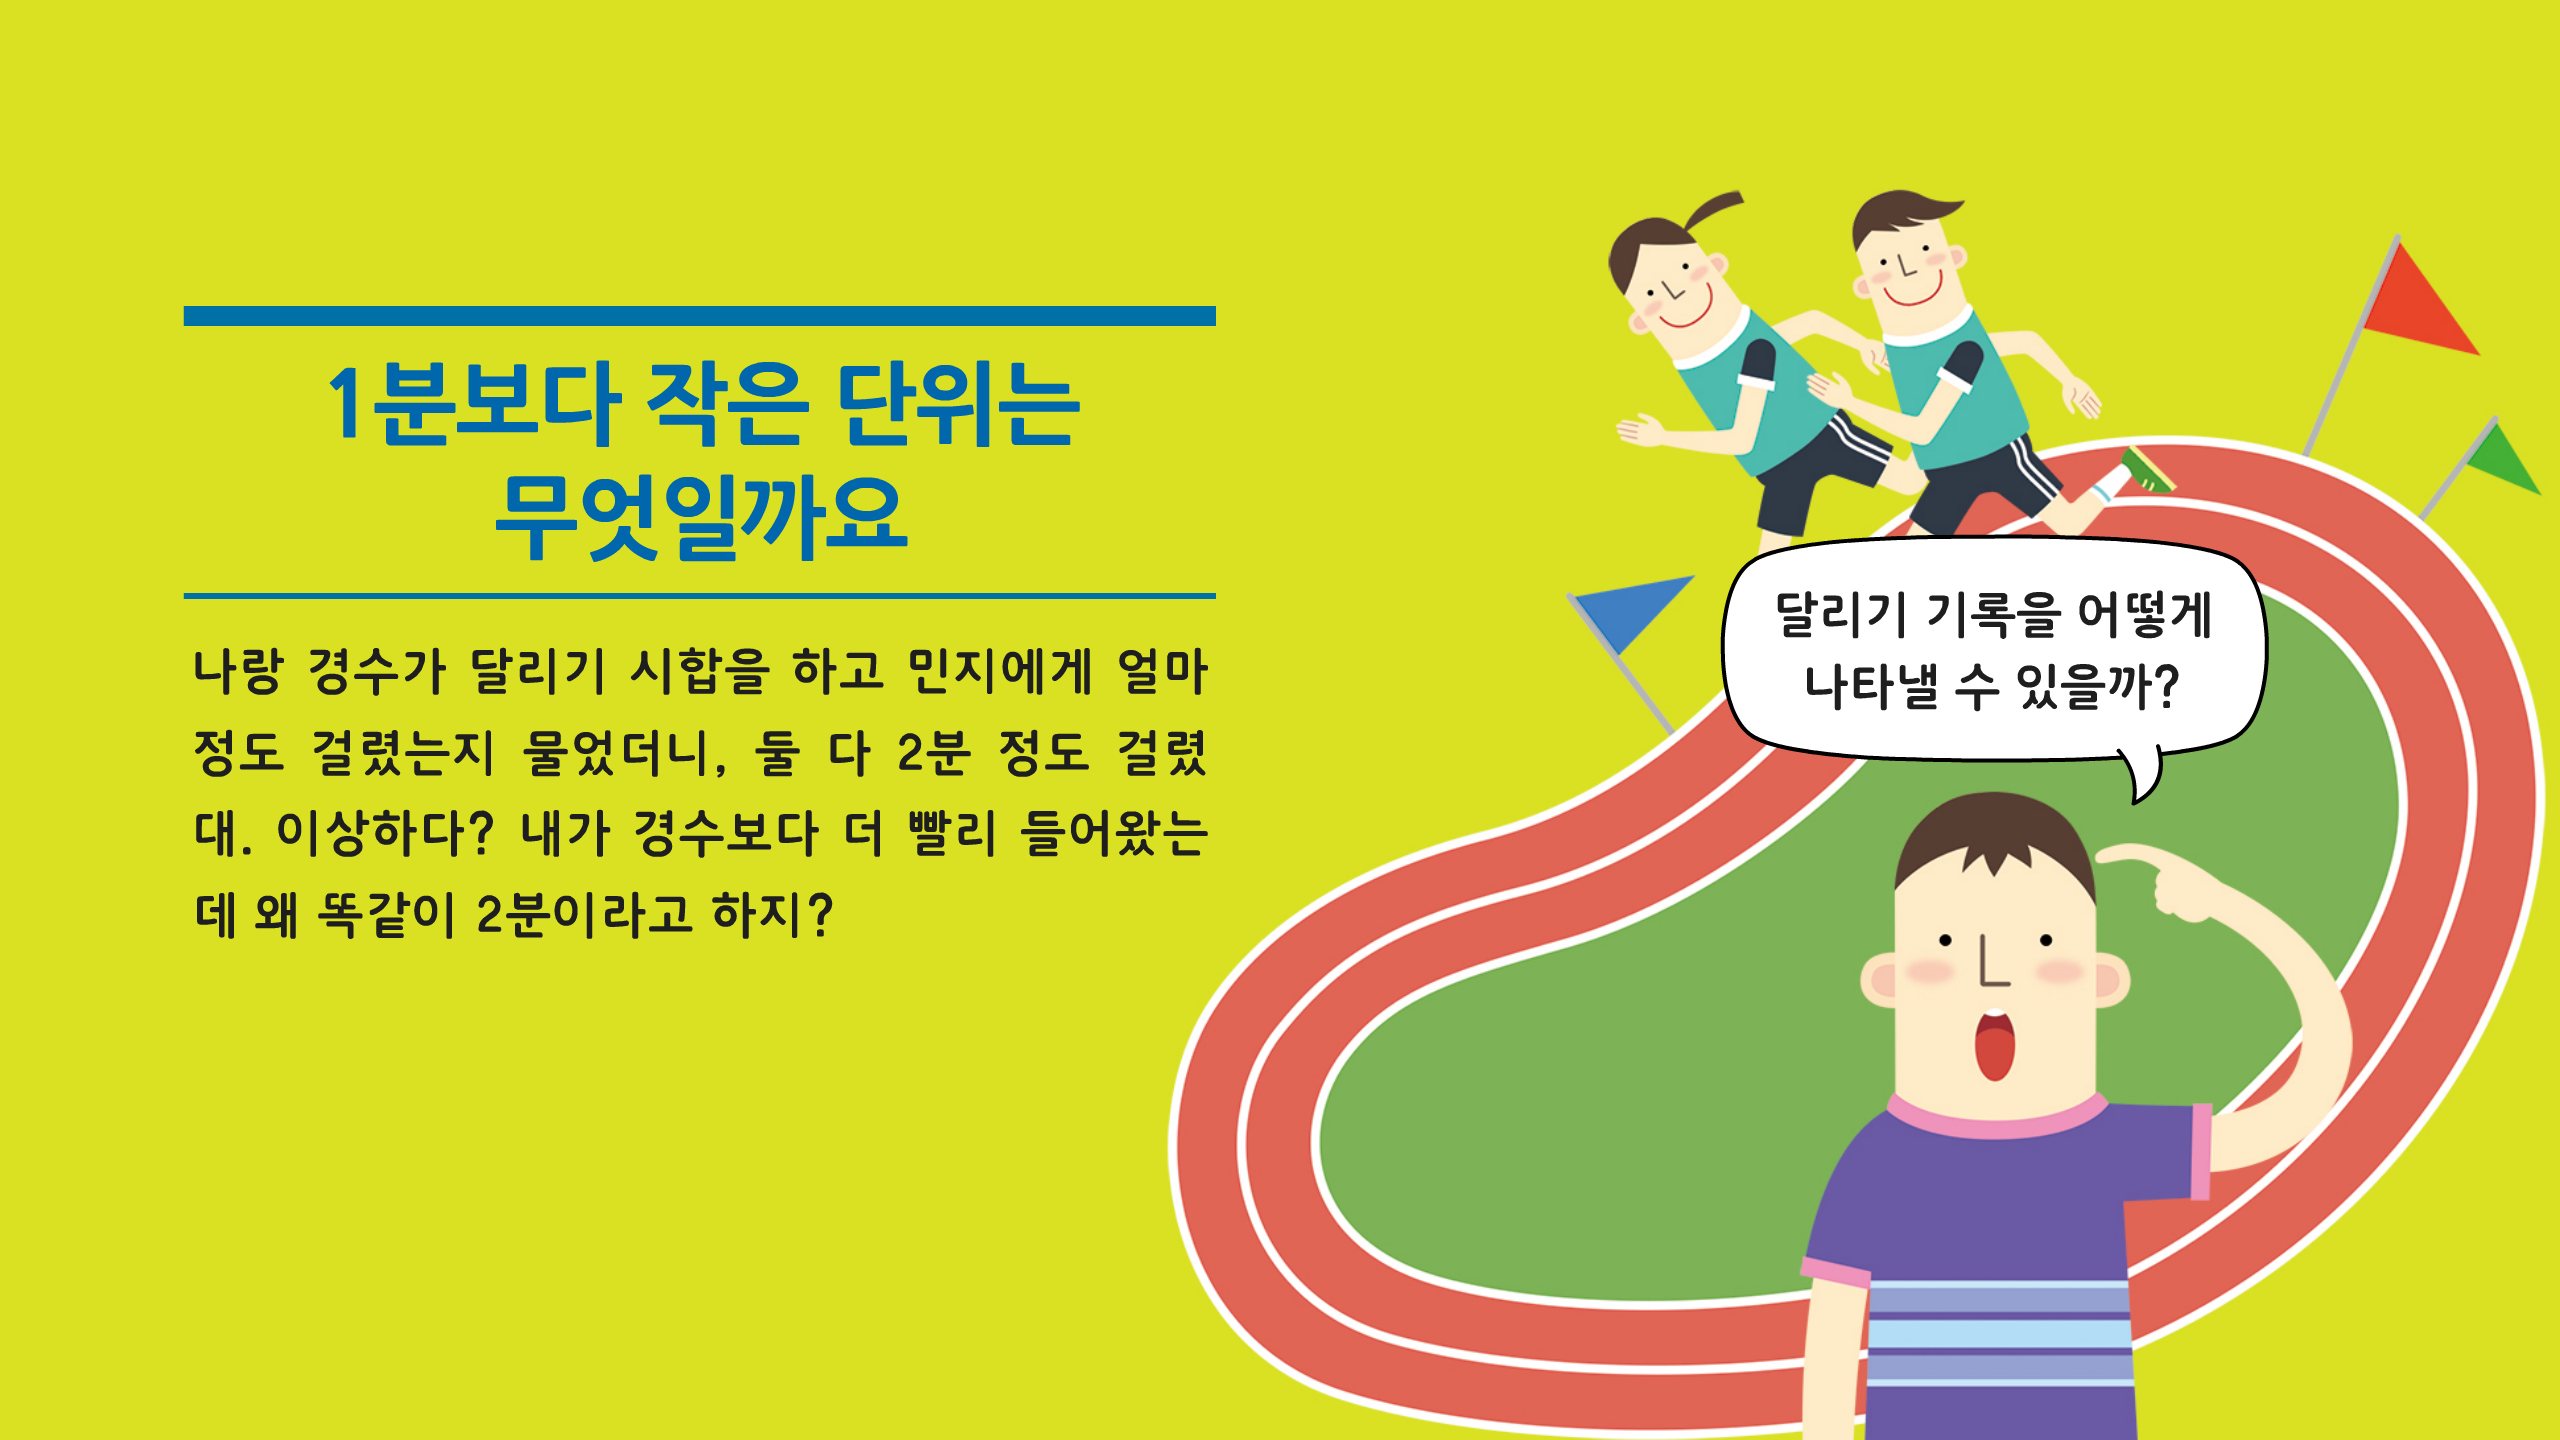 1분보다 작은 단위는
무엇일까요
나랑 경수가 달리기 시합을 하고 민지에게 얼마
정도 걸렸는지 물었더니, 둘 다 2분 정도 걸렸
대. 이상하다? 내가 경수보다 더 빨리 들어왔는
데 왜 똑같이 2분이라고 하지?
달리기 기록을 어떻게
나타낼 수 있을까?